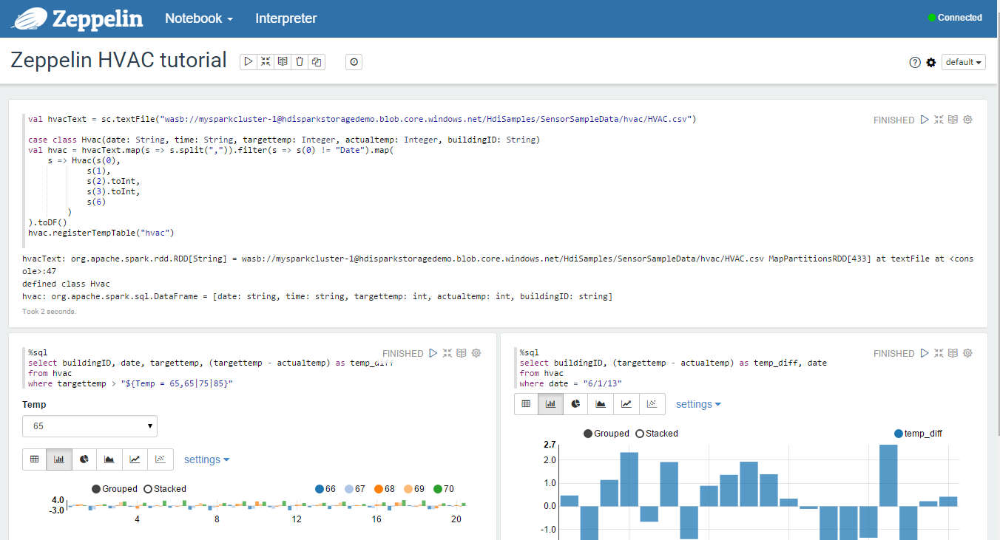 Zeppelin Notebook Interpreter Connected
Zeppelin HVAC tutorial default
val hvacText = sc.textFile("wasb://mysparkcluster-1@hdisparkstoragedemo.blob.core.windows.net/HdiSamples/SensorSampleData/hvac/HVAC.csv")
FINISHED
case class Hvac(date: String, time: String, targettemp: Integer, actualtemp: Integer, buildingID: String)
val hvac = hvacText.map(s => s.split(",")).filter(s => s(0) != "Date").map(
s => Hvac(s(0),
s(1),
s(2).toInt,
s(3).toInt,
s(6)
)
).toDF()
hvac.registerTempTable("hvac")
hvacText: org.apache.spark.rdd.RDD[String] = wasb://mysparkcluster-1@hdisparkstoragedemo.blob.core.windows.net/HdiSamples/SensorSampleData/hvac/HVAC.csv MapPartitionsRDD[433] at textFile at <cons
ole>:47
defined class Hvac
hvac: org.apache.spark.sql.DataFrame = [date: string, time: string, targettemp: int, actualtemp: int, buildingID: string]
Took 2 seconds.
%sql
FINISHED
select buildingID, date, targettemp, (targettemp - actualtemp) as temp_diff
from hvac
where targettemp > "${Temp = 65,65|75|85}"
Temp
65
settings
Grouped Stacked 66 67 68 69 70
4.0
-3.0
4 8 12 16 20
%sql
FINISHED
select buildingID, (targettemp - actualtemp) as temp_diff, date
from hvac
where date = "6/1/13"
settings
Grouped Stacked temp_diff
2.7
2.0
1.0
0.0
-1.0